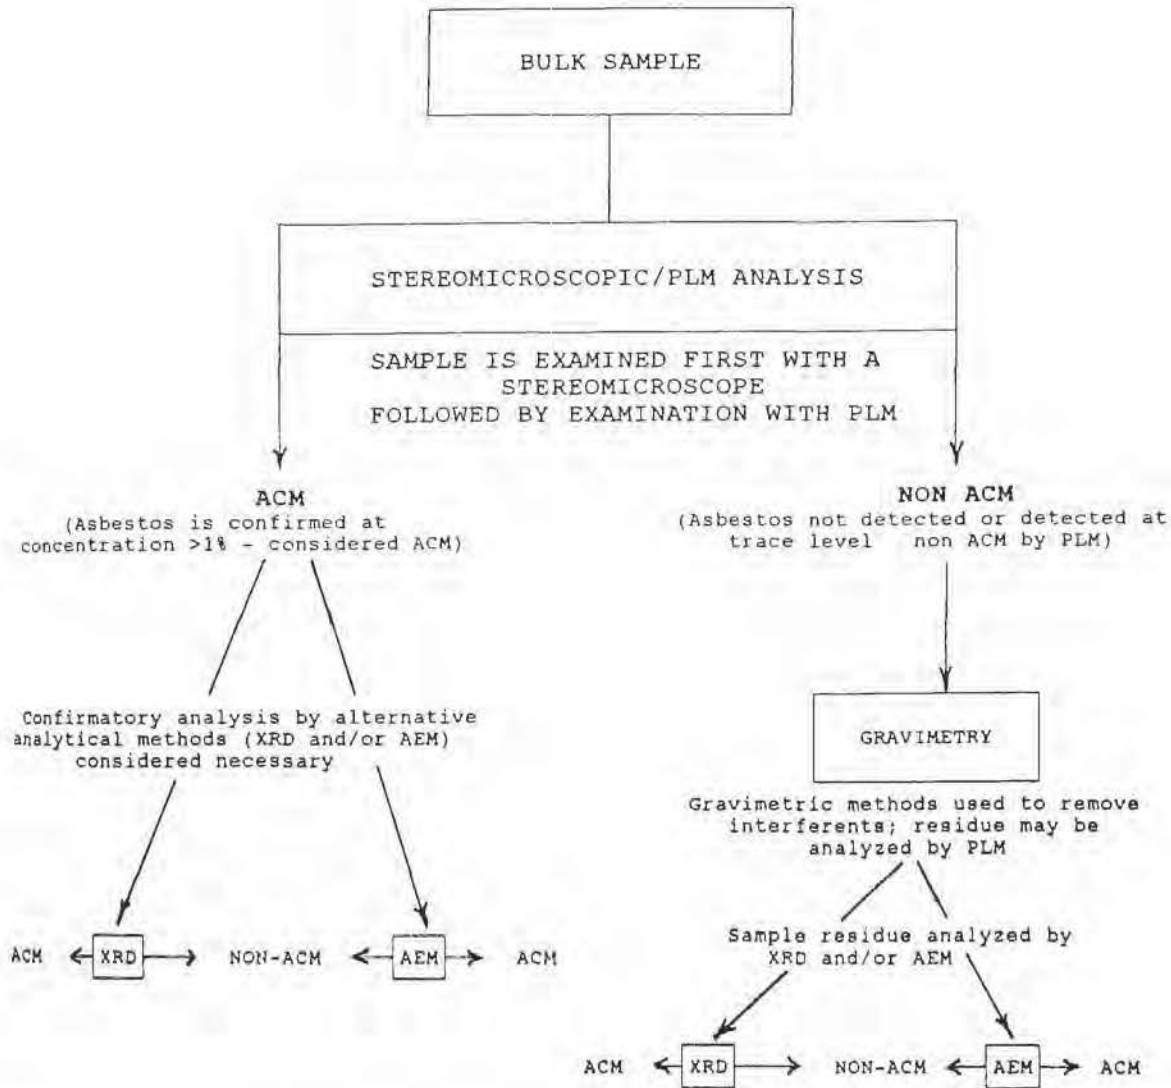 BULK SAMPLE
STEREOMICROSCOPIC/PLM ANALYSIS
SAMPLE IS EXAMINED FIRST WITH A
STEREOMICROSCOPE
FOLLOWED BY EXAMINATION WITH PLM
ACM
(Asbestos is confirmed at
concentration >1% - considered ACM)
NON ACM
(Asbestos not detected or detected at
trace level non ACM by PLM)
Confirmatory analysis by alternative
analytical methods (XRD and/or AEM)
considered necessary
GRAVIMETRY
Gravimetric methods used to remove
interferents; residue may be
analyzed by PLM
ACM XRD NON-ACM AEM ACM
Sample residue analyzed by
XRD and/or AEM
ACM XRD NON-ACM AEM ACM